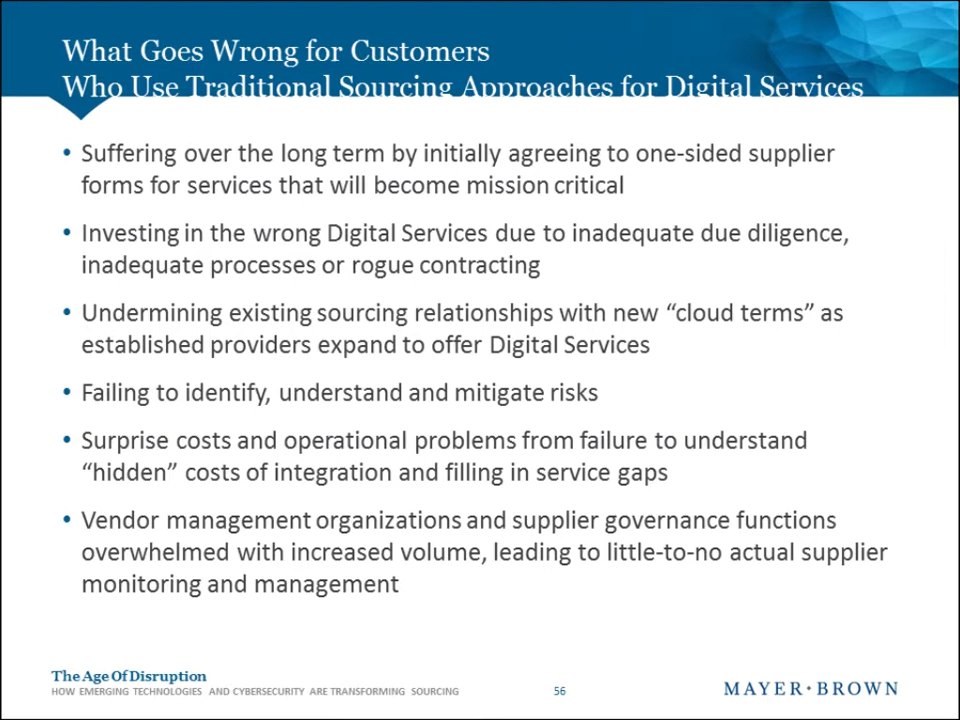 What Goes Wrong for Customers
Who Use Traditional Sourcing Approaches for Digital Services
• Suffering over the long term by initially agreeing to one-sided supplier
forms for services that will become mission critical
• Investing in the wrong Digital Services due to inadequate due diligence,
inadequate processes or rogue contracting
• Undermining existing sourcing relationships with new “cloud terms” as
established providers expand to offer Digital Services
• Failing to identify, understand and mitigate risks
• Surprise costs and operational problems from failure to understand
“hidden” costs of integration and filling in service gaps
• Vendor management organizations and supplier governance functions
overwhelmed with increased volume, leading to little-to-no actual supplier
monitoring and management
The Age Of Disruption
HOW EMERGING TECHNOLOGIES AND CYBERSECURITY ARE TRANSFORMING SOURCING
56
MAYER • BROWN